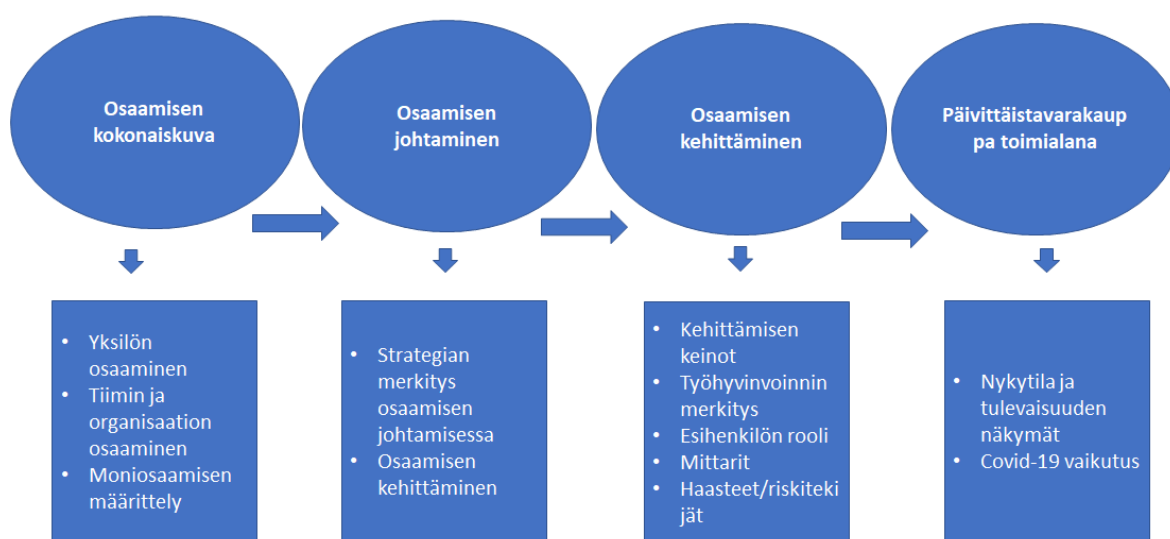 Osaamisen
kokonaiskuva
Osaamisen
johtaminen
Osaamisen
kehittäminen
Päivittäistavarakaup
pa toimialana
• Yksilön
osaaminen
• Tiimin ja
organisaation
osaaminen
• Moniosaamisen
määrittely
• Strategian
merkitys
osaamisen
johtamisessa
• Osaamisen
kehittäminen
• Kehittämisen
keinot
• Työhyvinvoinnin
merkitys
• Esihenkilön rooli
• Mittarit
• Haasteet/riskiteki
jät
• Nykytila ja
tulevaisuuden
näkymät
• Covid-19 vaikutus